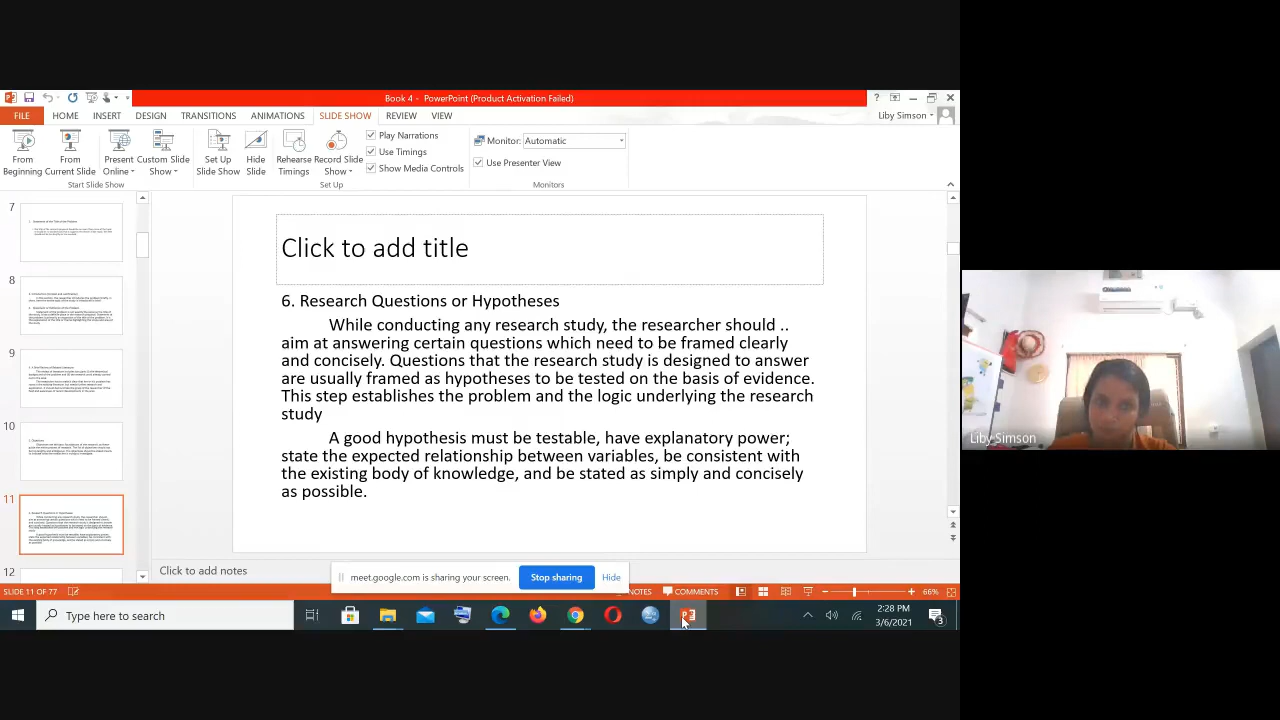 Book 4 - PowerPoint (Product Activation Failed)
FILE HOME INSERT DESIGN TRANSITIONS ANIMATIONS SLIDE SHOW REVIEW VIEW Liby Simson
From Beginning
From Current Slide
Present Online
Custom Slide Show
Start Slide Show
Set Up Slide Show
Hide Slide
Rehearse Timings
Record Slide Show
Play Narrations
Use Timings
Show Media Controls
Set Up
Monitor: Automatic
Use Presenter View
Monitors
7
8
9
10
11
12
Click to add title
6. Research Questions or Hypotheses
While conducting any research study, the researcher should ..
aim at answering certain questions which need to be framed clearly
and concisely. Questions that the research study is designed to answer
are usually framed as hypotheses to be tested on the basis of evidence.
This step establishes the problem and the logic underlying the research
study
A good hypothesis must be testable, have explanatory power;
state the expected relationship between variables, be consistent with
the existing body of knowledge, and be stated as simply and concisely
as possible.
Liby Simson
Click to add notes
meet.google.com is sharing your screen. Stop sharing Hide
SLIDE 11 OF 77 NOTES COMMENTS 66%
Type here to search
2:28 PM
3/6/2021
3